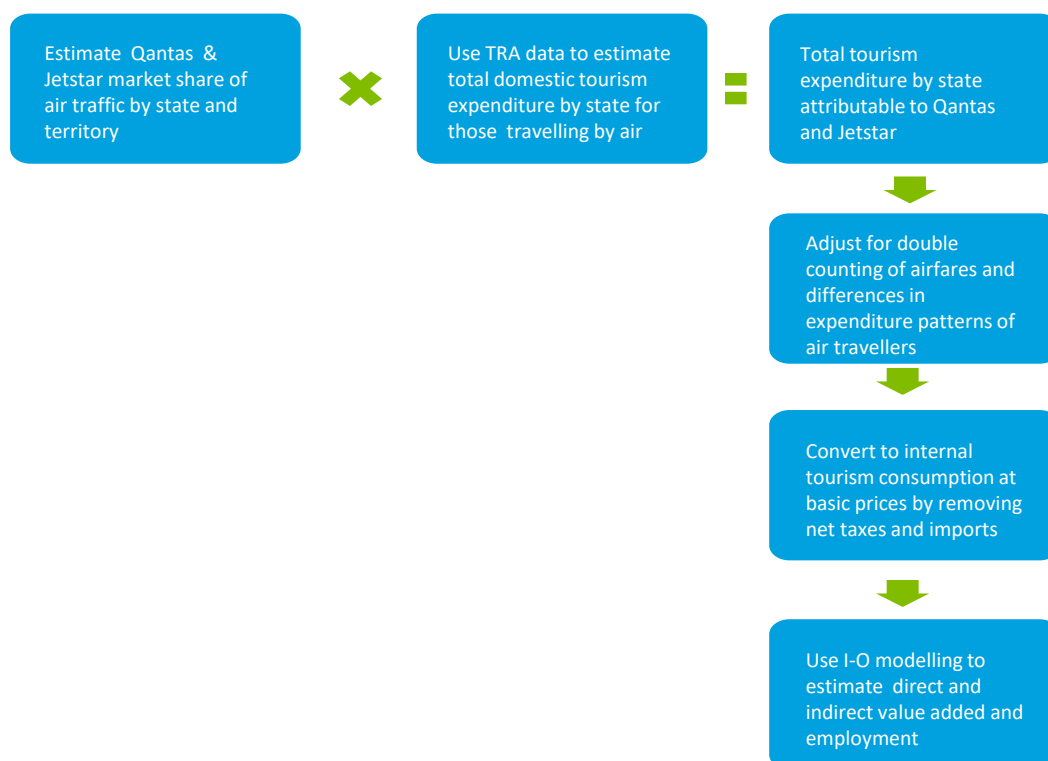 Estimate Qantas &
Jetstar market share of
air traffic by state and
territory
Use TRA data to estimate
total domestic tourism
expenditure by state for
those travelling by air
Total tourism
expenditure by state
attributable to Qantas
and Jetstar
Adjust for double
counting of airfares and
differences in
expenditure patterns of
air travellers
Convert to internal
tourism consumption at
basic prices by removing
net taxes and imports
Use I-O modelling to
estimate direct and
indirect value added and
employment